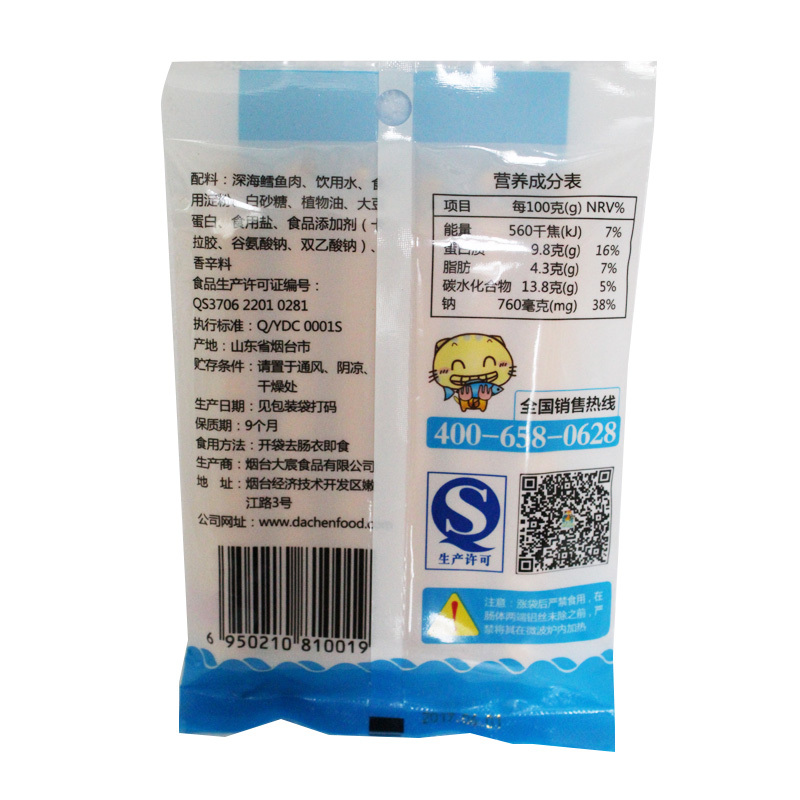 配料：深海鳕鱼肉、饮用水、食
用淀粉、白砂糖、植物油、大豆
蛋白、食用盐、食品添加剂（卡
拉胶、谷氨酸钠、双乙酸钠）、
香辛料
食品生产许可证编号：
QS3706 2201 0281
执行标准：Q/YDC 0001S
产地：山东省烟台市
贮存条件：请置于通风、阴凉、
干燥处
生产日期：见包装袋打码
保质期：9个月
食用方法：开袋去肠衣即食
生产商：烟台大宸食品有限公司
地 址：烟台经济技术开发区嫩
江路3号
公司网址：www.dachenfood.c
6 950210 810019
营养成分表
项目 每100克(g) NRV%
能量 560千焦(kJ) 7%
蛋白质 9.8克(g) 16%
脂肪 4.3克(g) 7%
碳水化合物 13.8克(g) 5%
钠 760毫克(mg) 38%
全国销售热线
400-658-0628
生产许可
注意：涨袋后严禁食用，在
肠体两端铝丝未除之前，严
禁将其在微波炉内加热